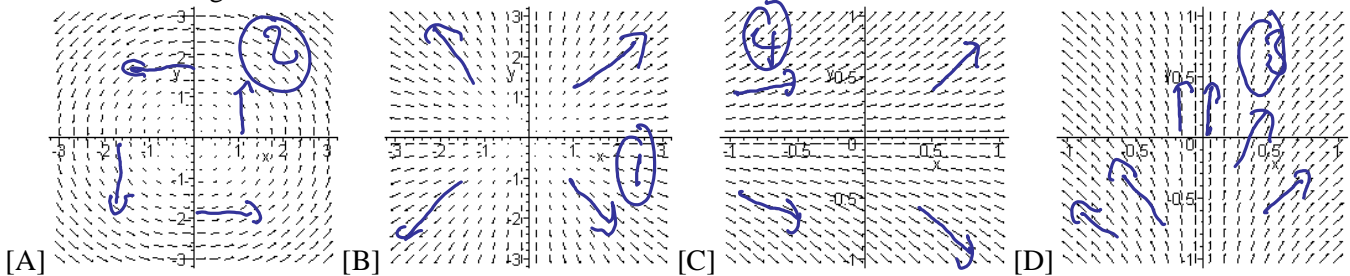 [A] 3 2 y 1 -3 -2 -1 x 1 2 3 -1 -2 -3 2
[B] 3 2 y 1 -3 -2 -1 x 1 2 3 -1 -2 -3 1
[C] 1 y 0.5 -1 -0.5 0 0.5 1 x -0.5 -1 4
[D] 1 y 0.5 -1 -0.5 0 0.5 1 x -0.5 -1 3